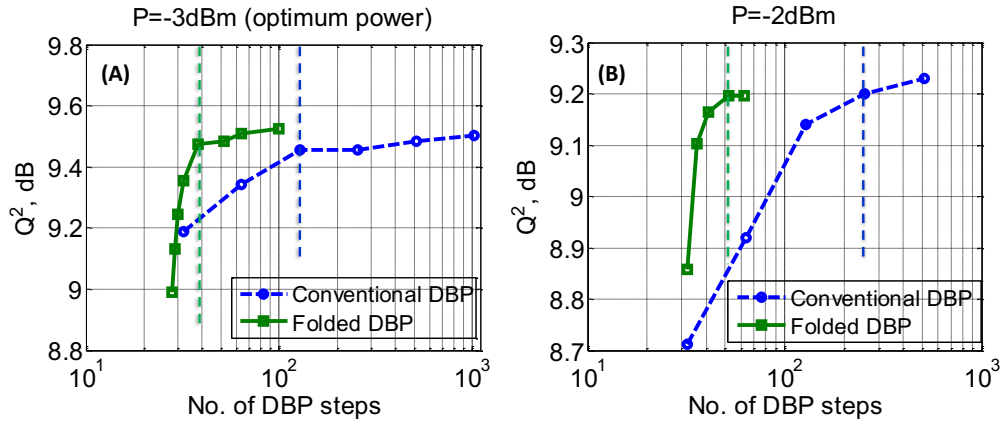 P=-3dBm (optimum power)
(A)
9.8
9.6
9.4
9.2
9
8.8
Q², dB
10¹
10²
10³
No. of DBP steps
Conventional DBP
Folded DBP
P=-2dBm
(B)
9.3
9.2
9.1
9
8.9
8.8
8.7
Q², dB
10¹
10²
10³
No. of DBP steps
Conventional DBP
Folded DBP